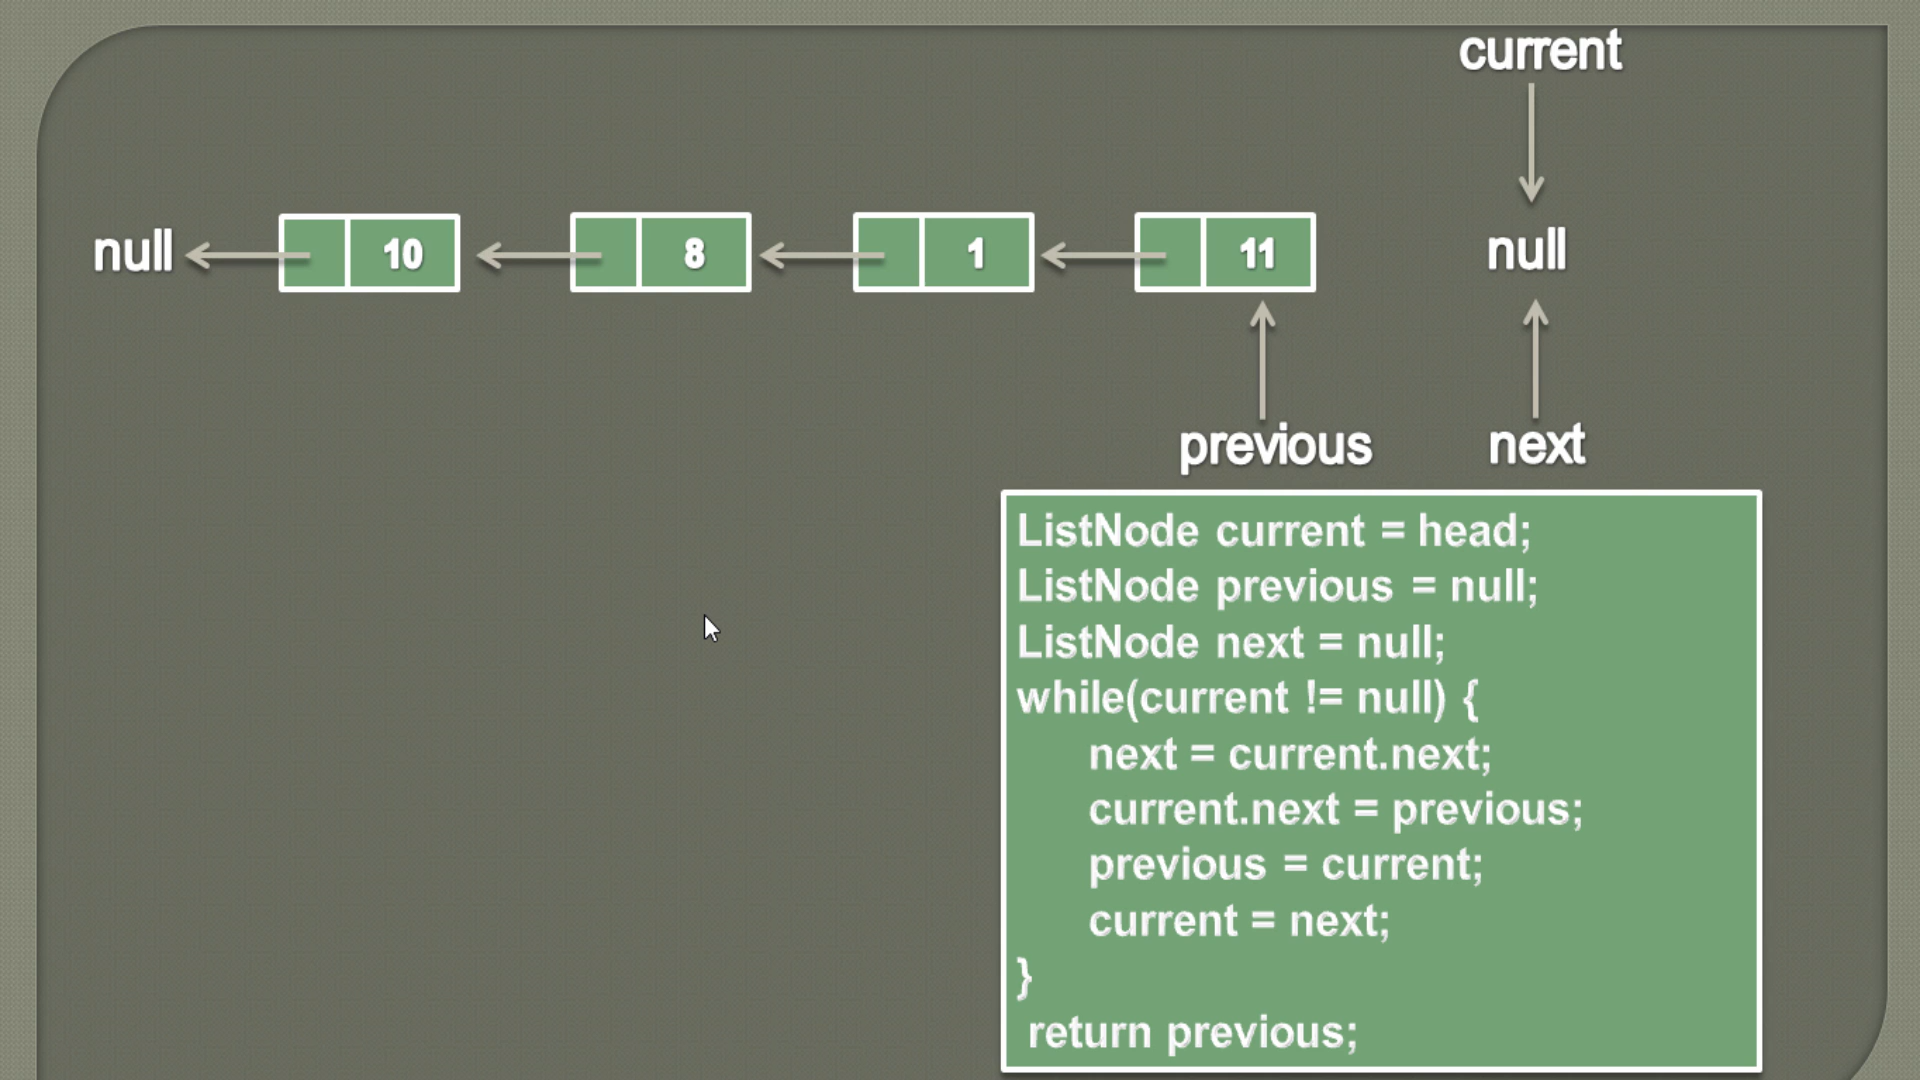 current
null
10
8
1
11
null
previous
next
ListNode current = head;
ListNode previous = null;
ListNode next = null;
while(current != null) {
next = current.next;
current.next = previous;
previous = current;
current = next;
}
return previous;